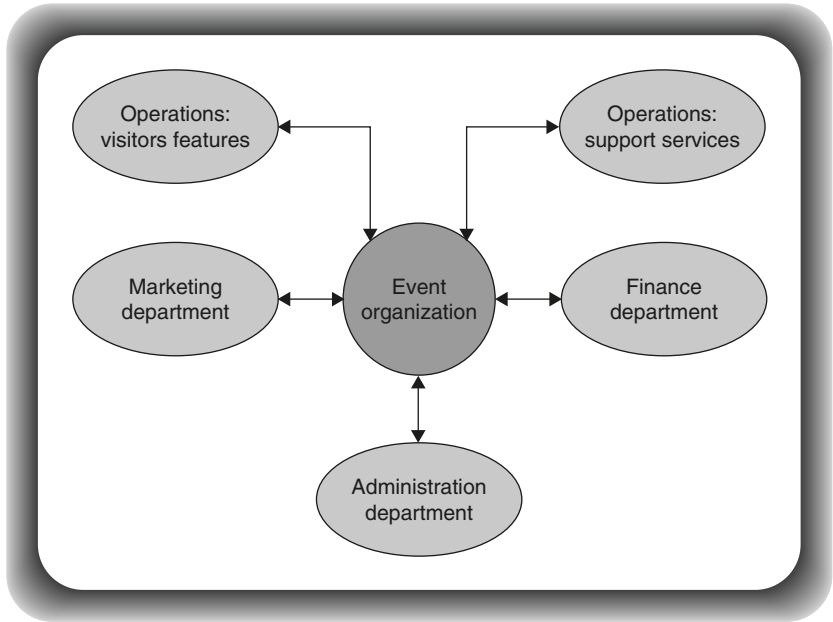 Operations:
visitors features
Operations:
support services
Marketing
department
Event
organization
Finance
department
Administration
department